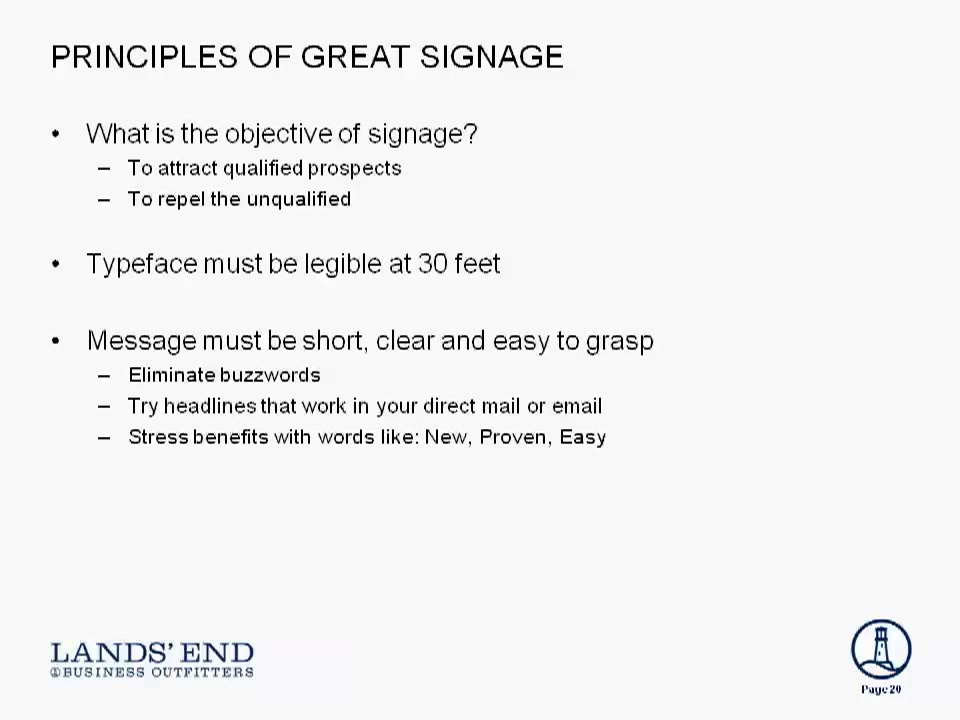 PRINCIPLES OF GREAT SIGNAGE
• What is the objective of signage?
– To attract qualified prospects
– To repel the unqualified
• Typeface must be legible at 30 feet
• Message must be short, clear and easy to grasp
– Eliminate buzzwords
– Try headlines that work in your direct mail or email
– Stress benefits with words like: New, Proven, Easy
LANDS' END
BUSINESS OUTFITTERS
Page 20